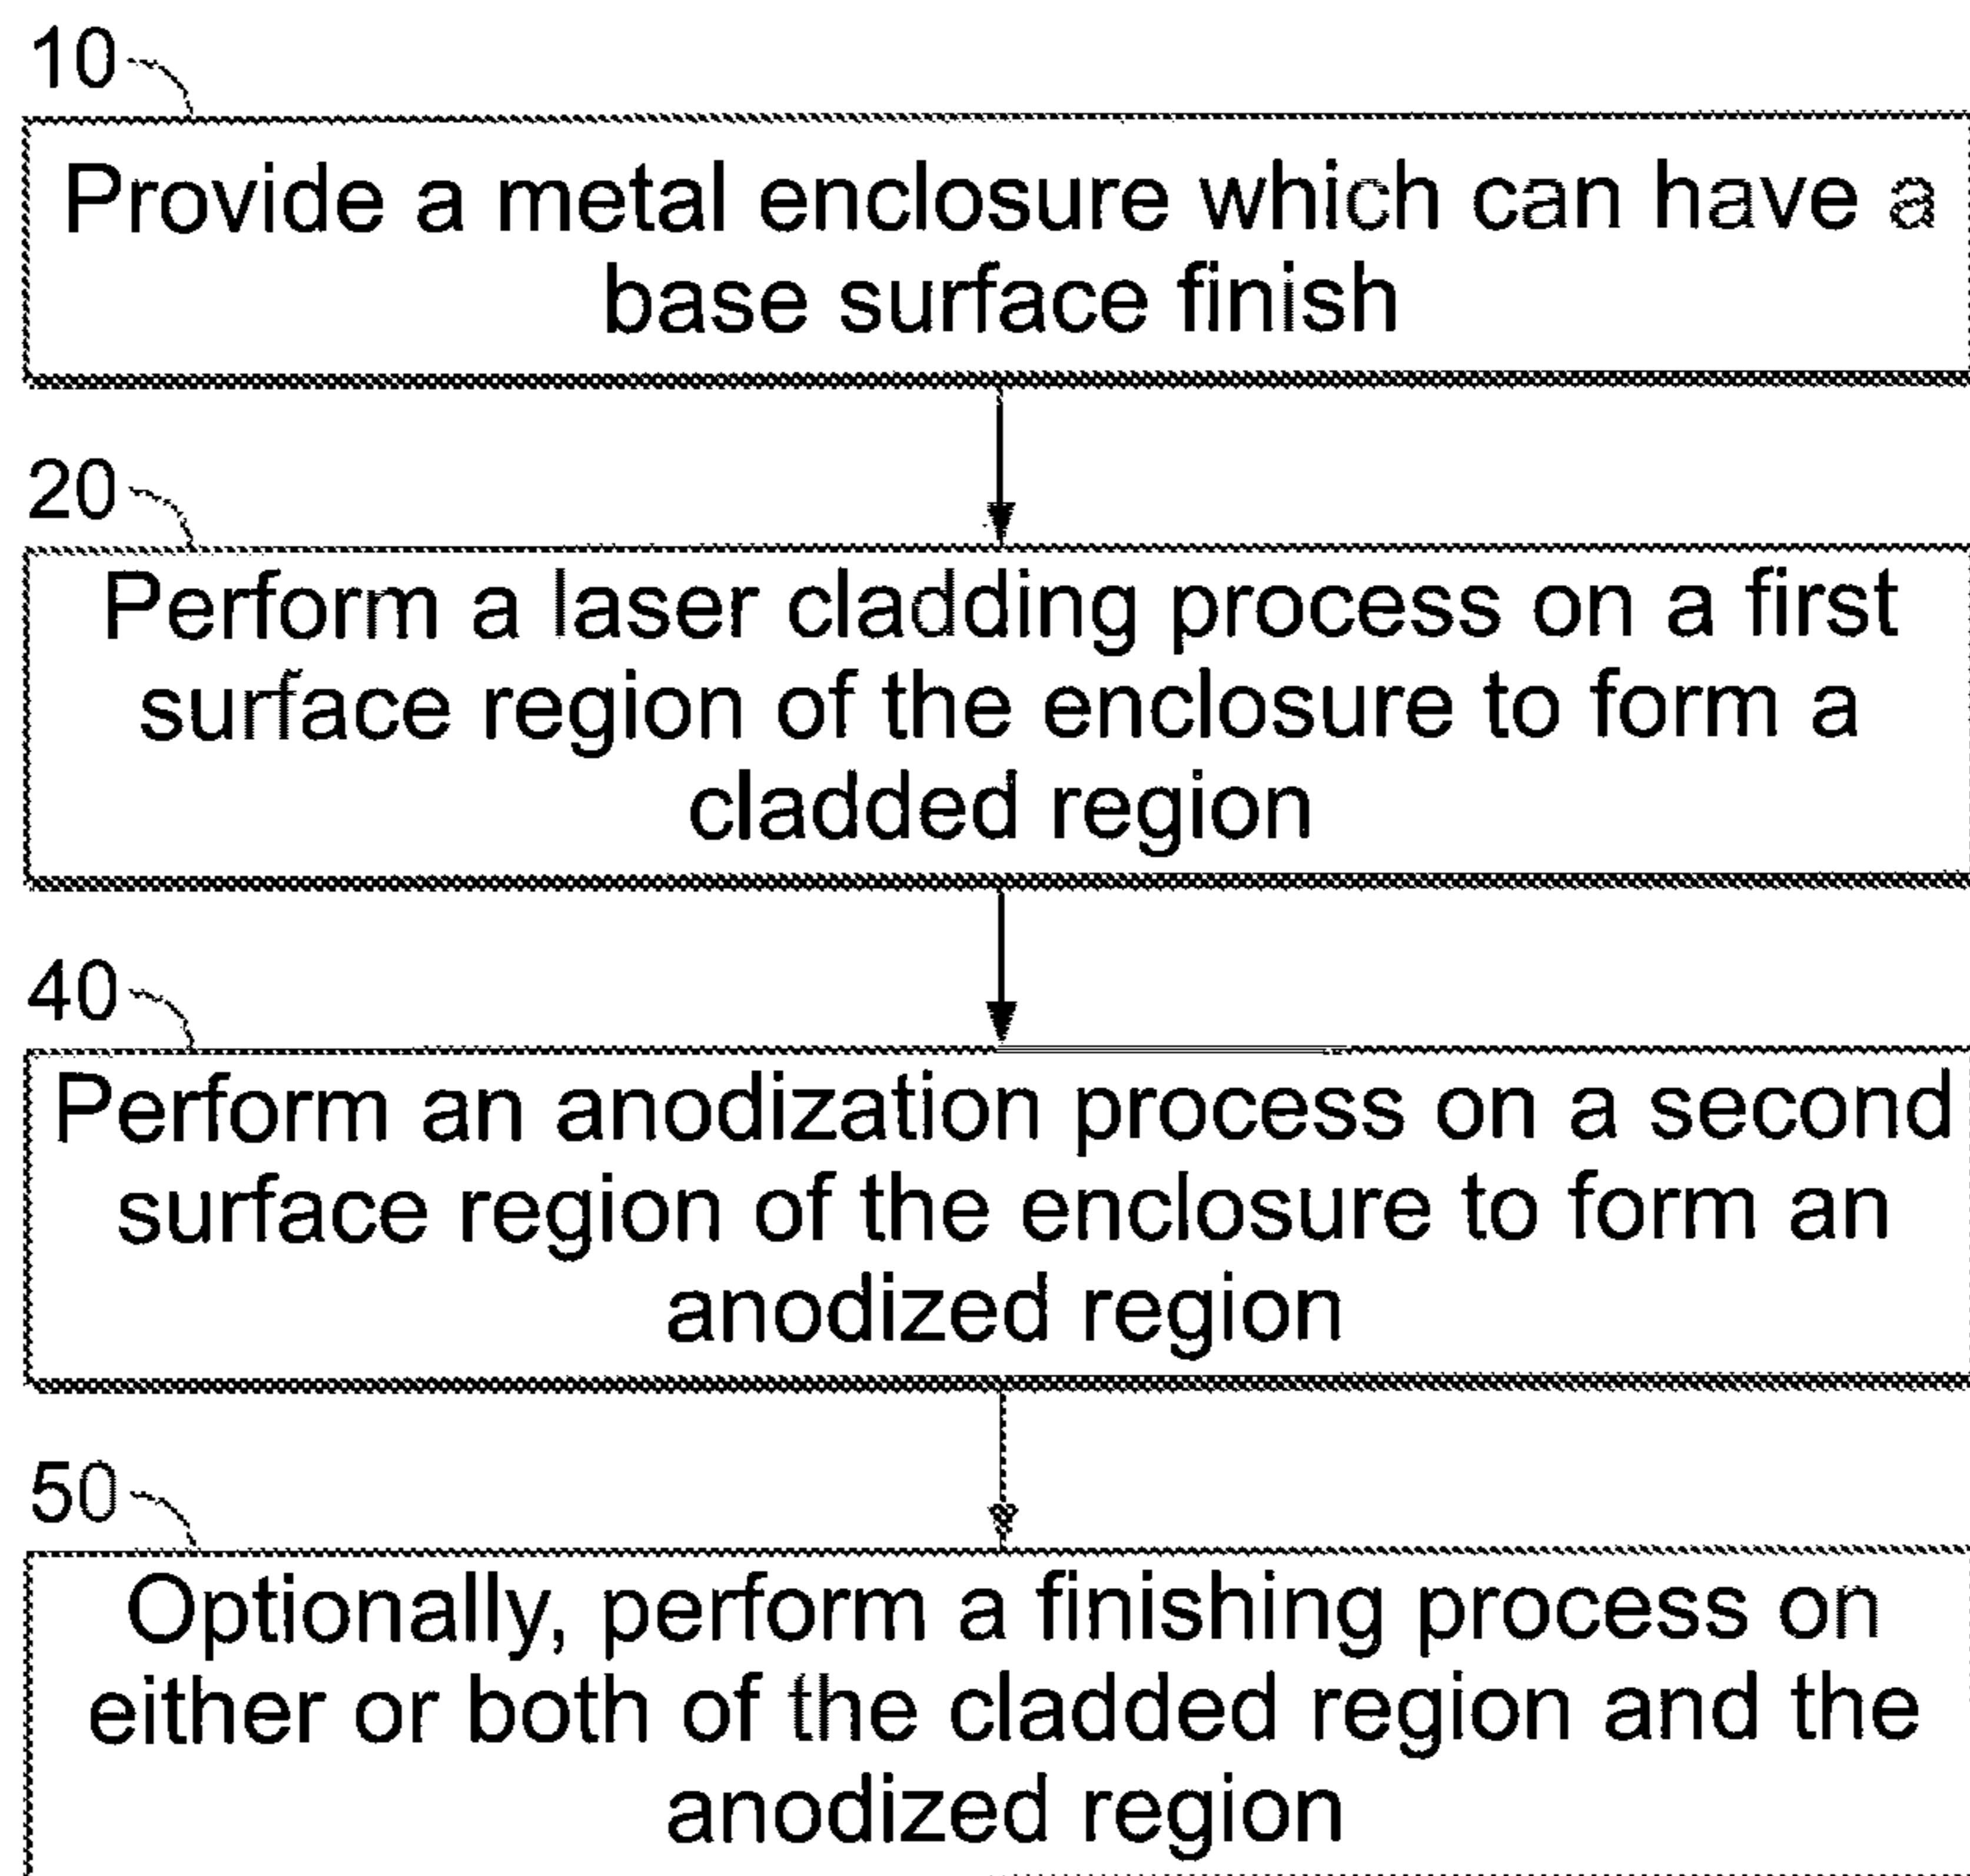 10
Provide a metal enclosure which can have a
base surface finish
20
Perform a laser cladding process on a first
surface region of the enclosure to form a
cladded region
40
Perform an anodization process on a second
surface region of the enclosure to form an
anodized region
50
Optionally, perform a finishing process on
either or both of the cladded region and the
anodized region